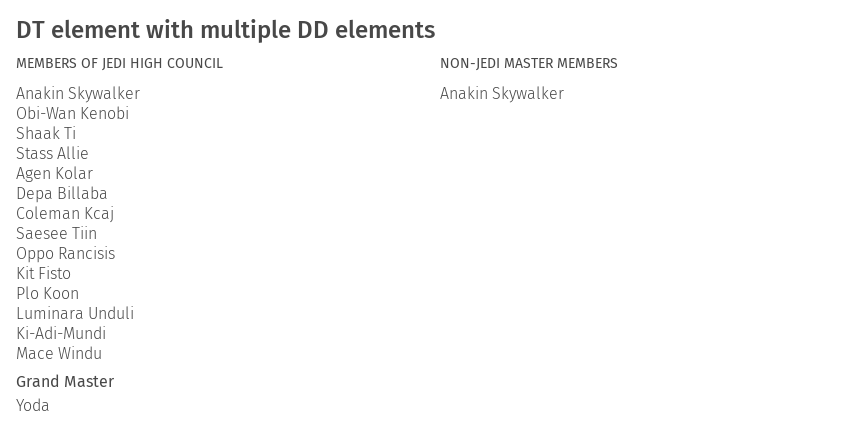 DT element with multiple DD elements
MEMBERS OF JEDI HIGH COUNCIL
Anakin Skywalker
Obi-Wan Kenobi
Shaak Ti
Stass Allie
Agen Kolar
Depa Billaba
Coleman Kcaj
Saesee Tiin
Oppo Rancisis
Kit Fisto
Plo Koon
Luminara Unduli
Ki-Adi-Mundi
Mace Windu
Grand Master
Yoda
NON-JEDI MASTER MEMBERS
Anakin Skywalker